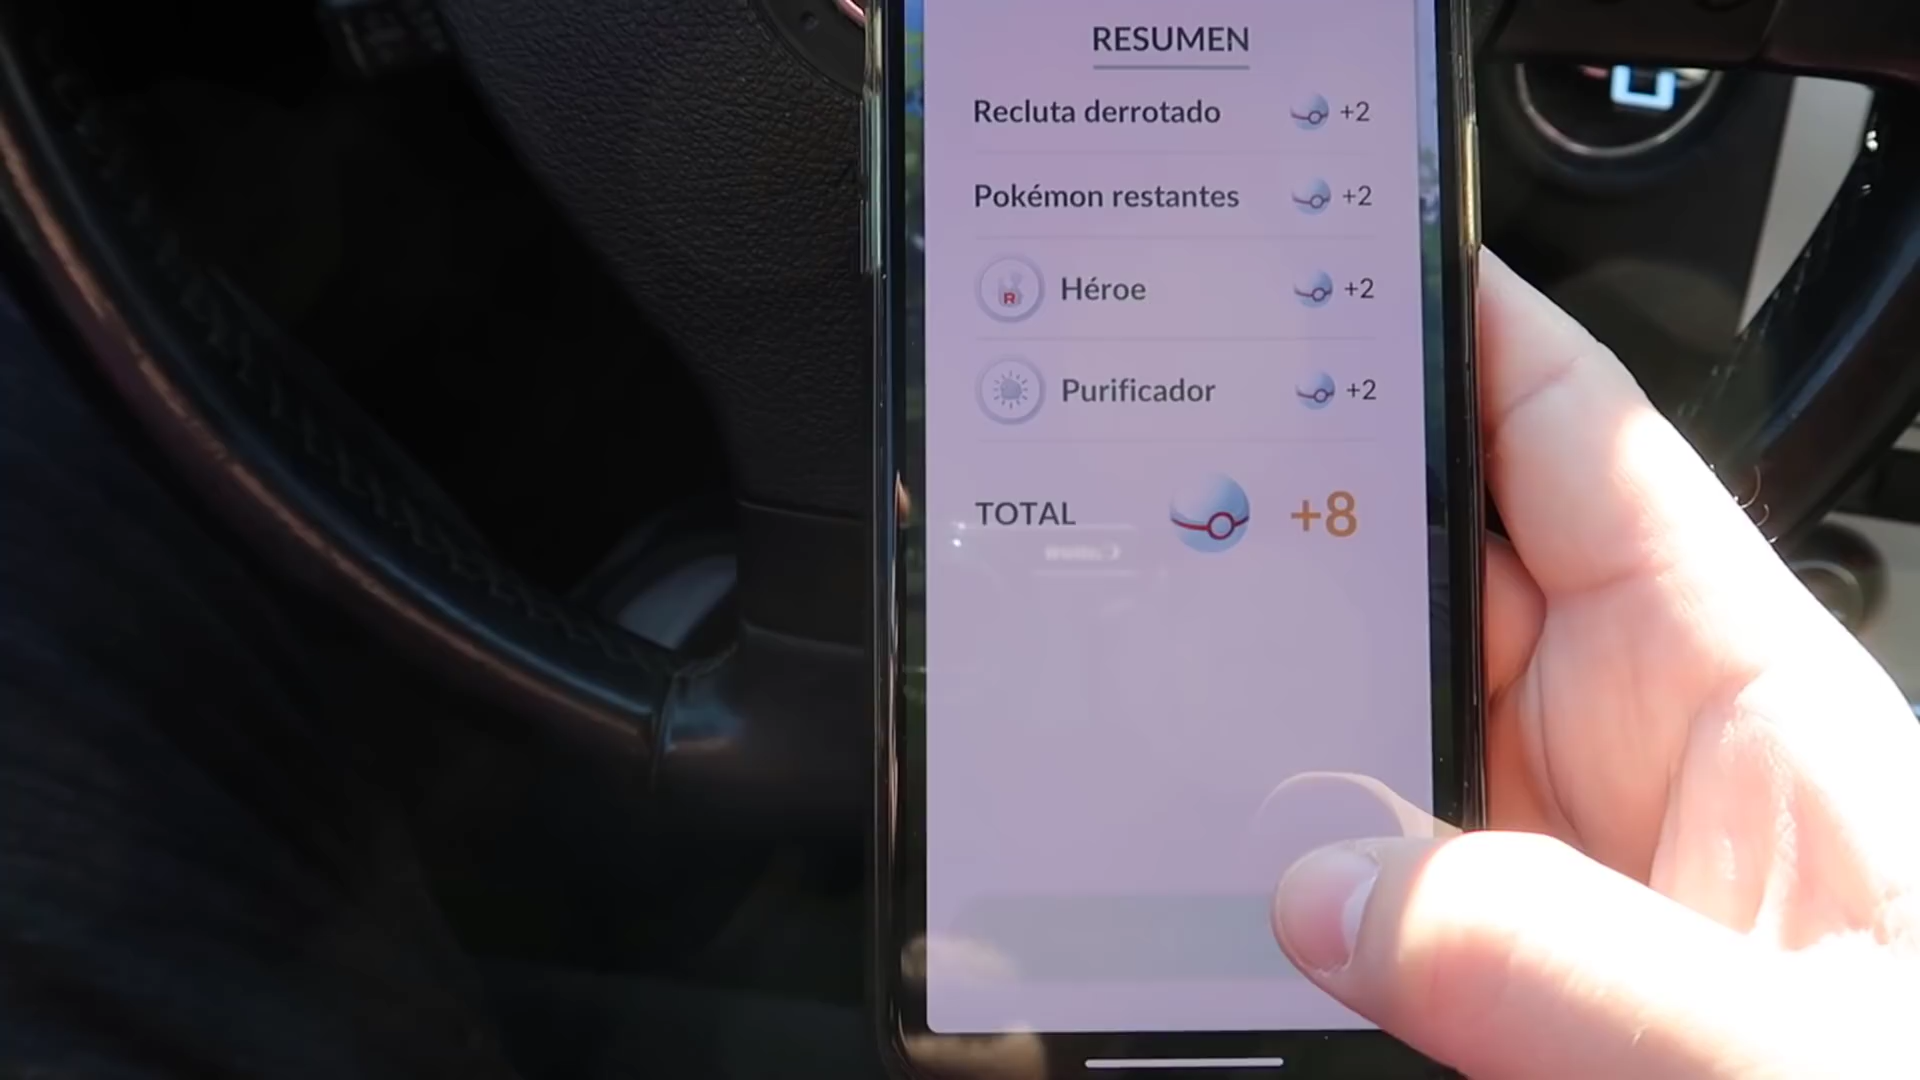 RESUMEN
Recluta derrotado +2
Pokémon restantes +2
R Héroe +2
Purificador +2
TOTAL +8